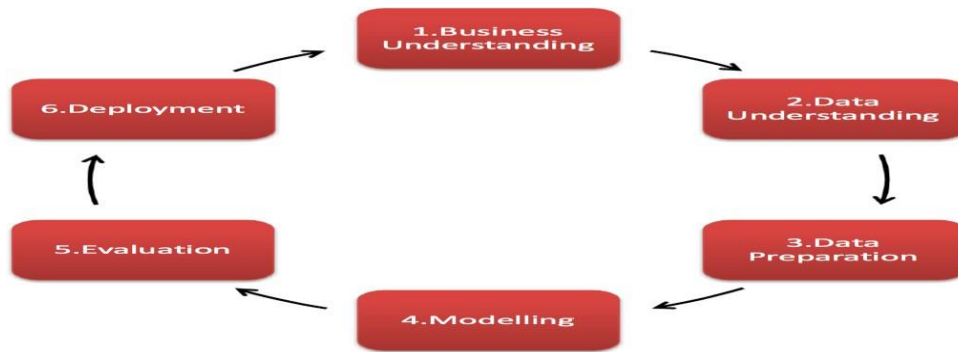 1.Business
Understanding
2.Data
Understanding
3.Data
Preparation
4.Modelling
5.Evaluation
6.Deployment